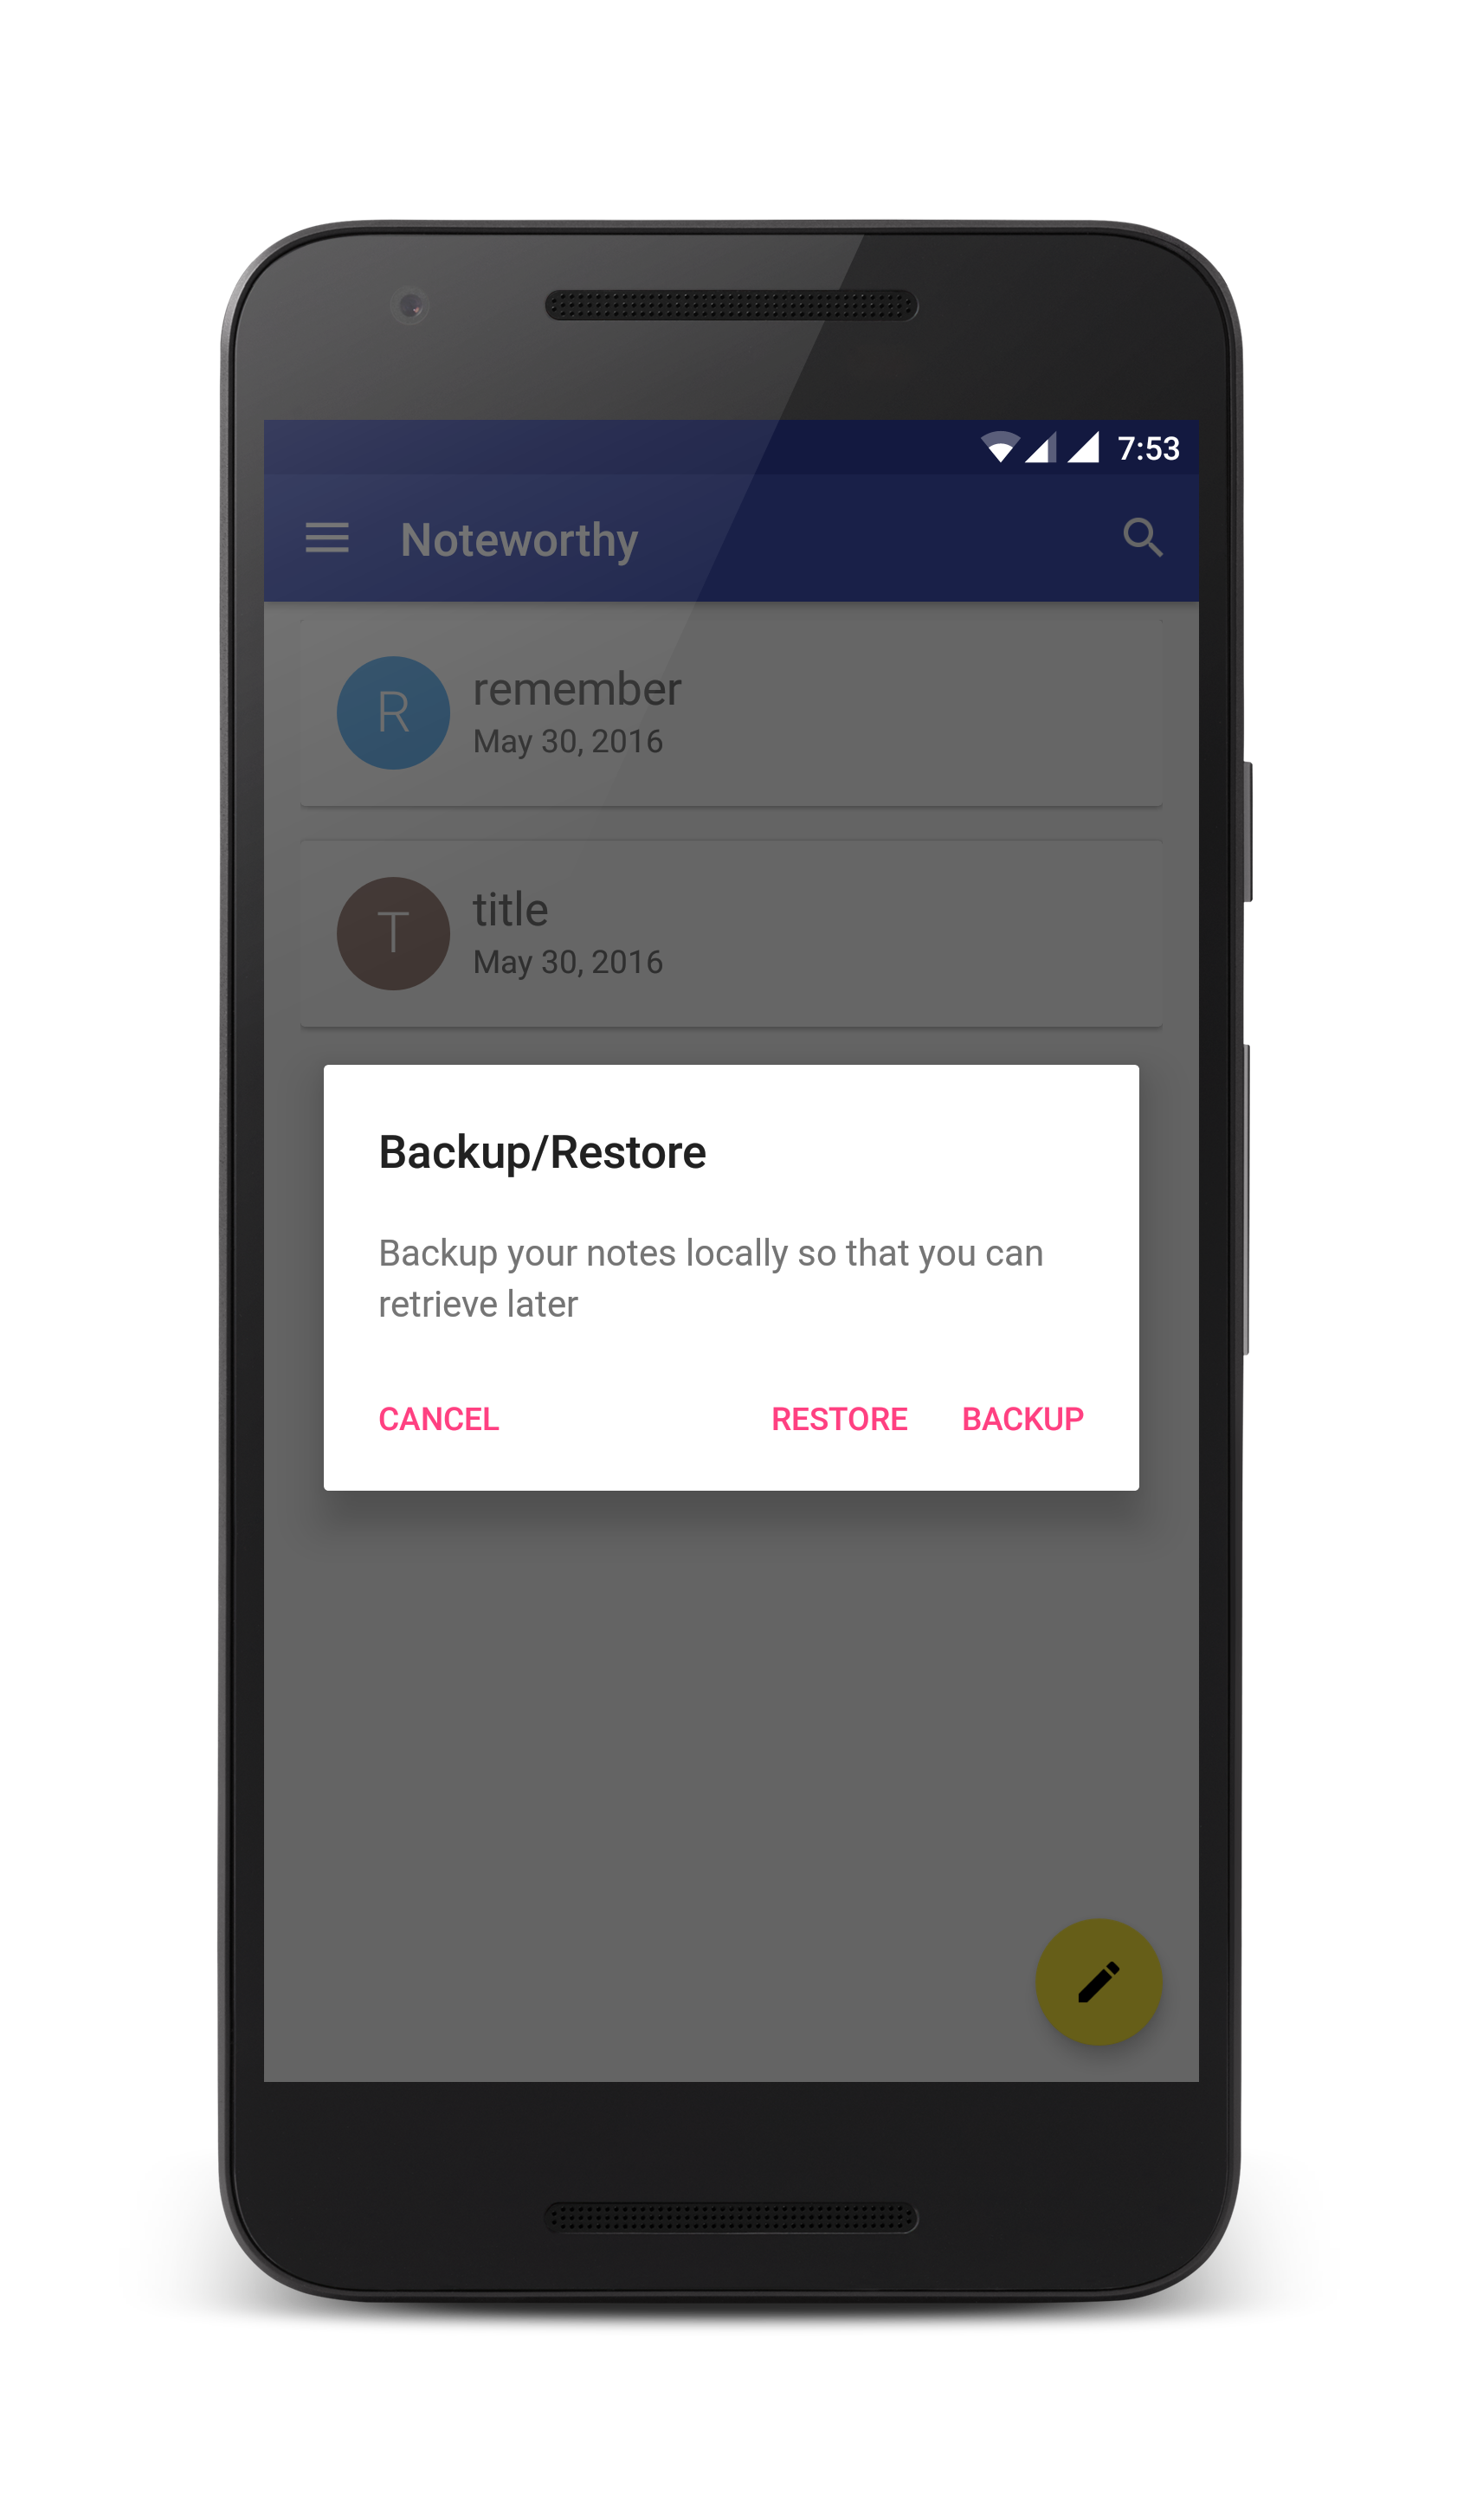 7:53
Noteworthy
R
remember
May 30, 2016
T
title
May 30, 2016
Backup/Restore
Backup your notes locally so that you can
retrieve later
CANCEL RESTORE BACKUP